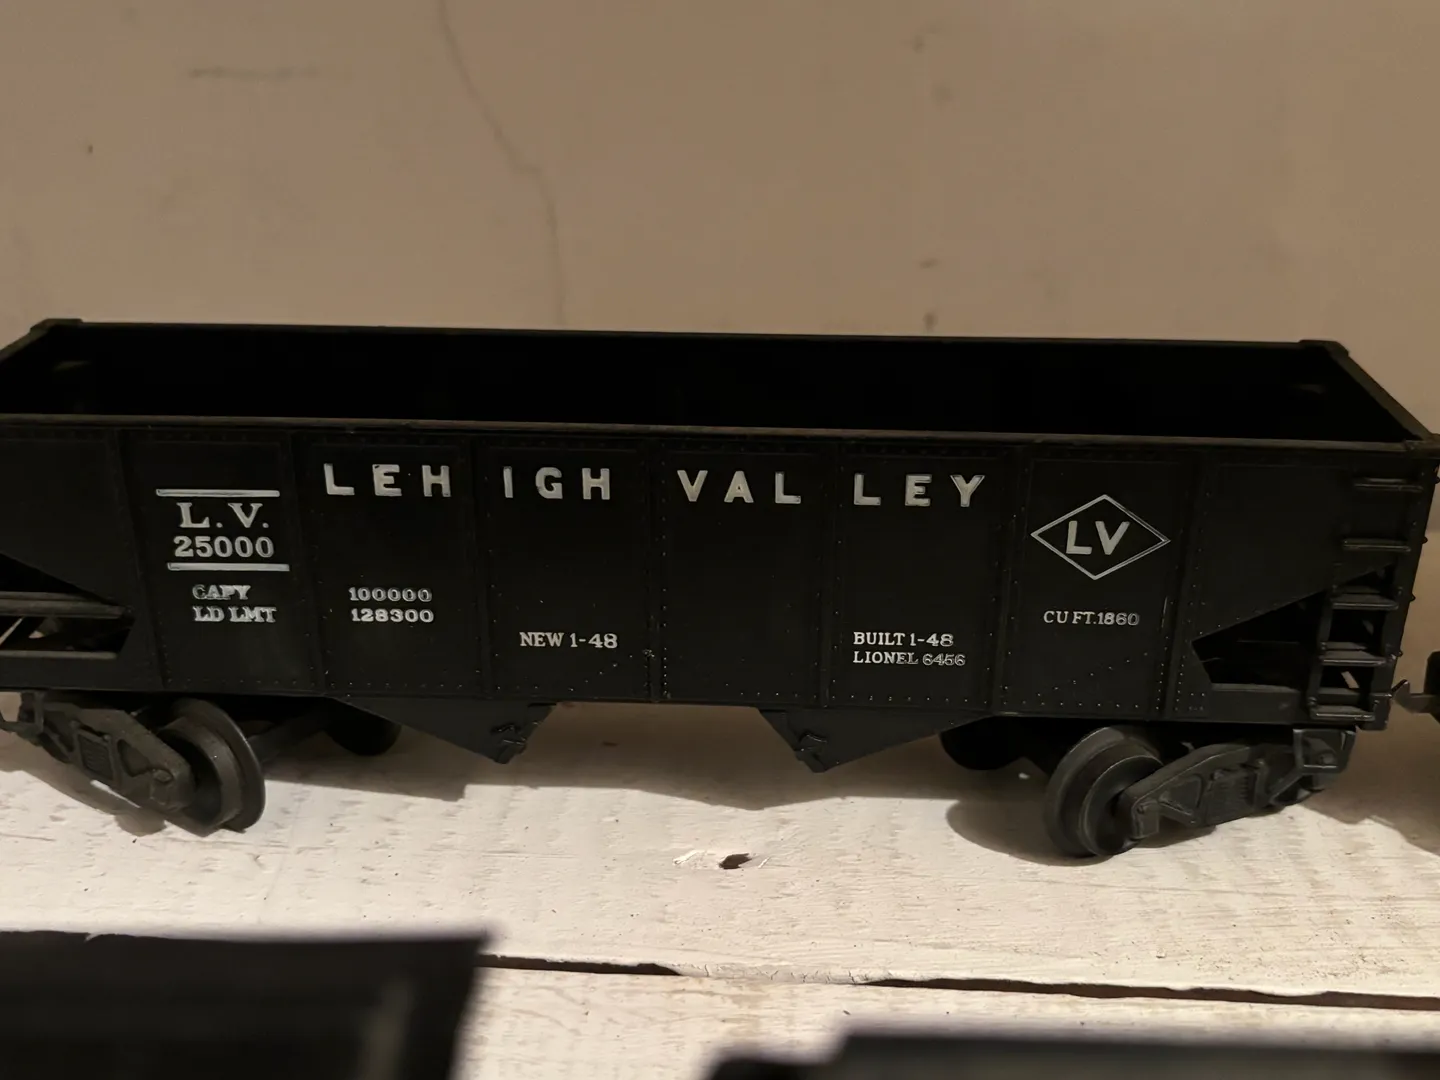 LEHIGH VALLEY
L.V.
25000
CAPY 100000
LD LMT 128300
NEW 1-48
BUILT 1-48
LIONEL 6456
LV
CU FT. 1860